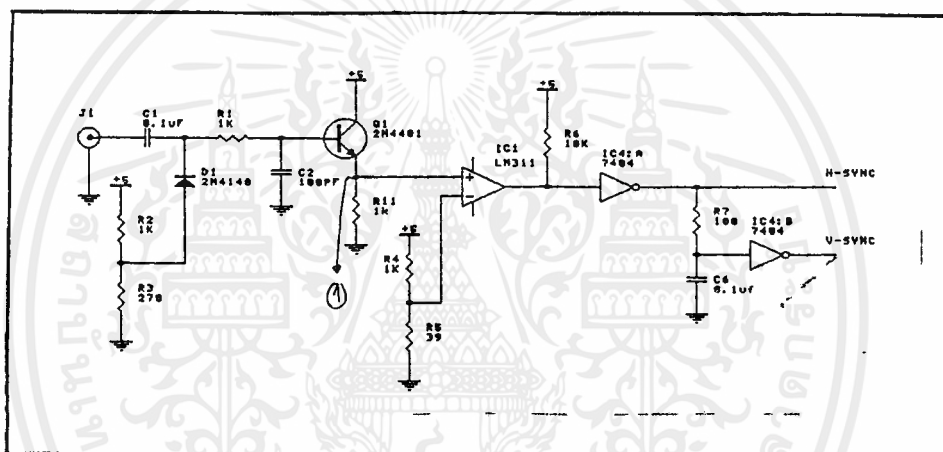 +5
J1
C1
0.1uF
R1
1K
Q1
2N4401
+5
D1
2N4148
C2
100PF
R2
1K
R3
270
R11
1k
①
+5
R4
1K
R5
39
IC1
LM311
+5
R6
10K
IC4:A
7404
H-SYNC
R7
100
IC4:B
7404
V-SYNC
C6
0.1uf